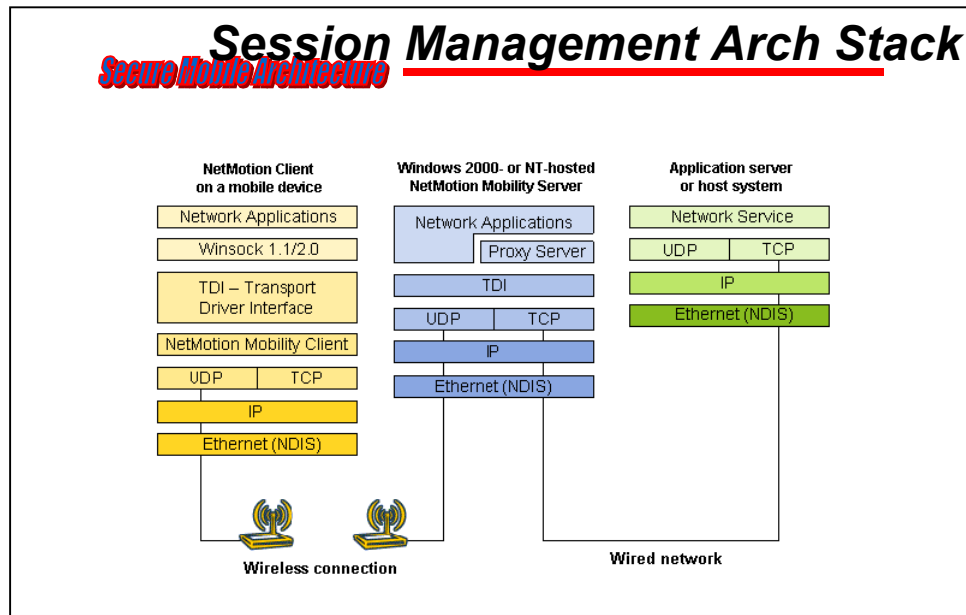 Session Management Arch Stack
Secure Mobile Architecture
NetMotion Client
on a mobile device
Network Applications
Winsock 1.1/2.0
TDI – Transport
Driver Interface
NetMotion Mobility Client
UDP TCP
IP
Ethernet (NDIS)
Windows 2000- or NT-hosted
NetMotion Mobility Server
Network Applications
Proxy Server
TDI
UDP TCP
IP
Ethernet (NDIS)
Application server
or host system
Network Service
UDP TCP
IP
Ethernet (NDIS)
Wireless connection
Wired network